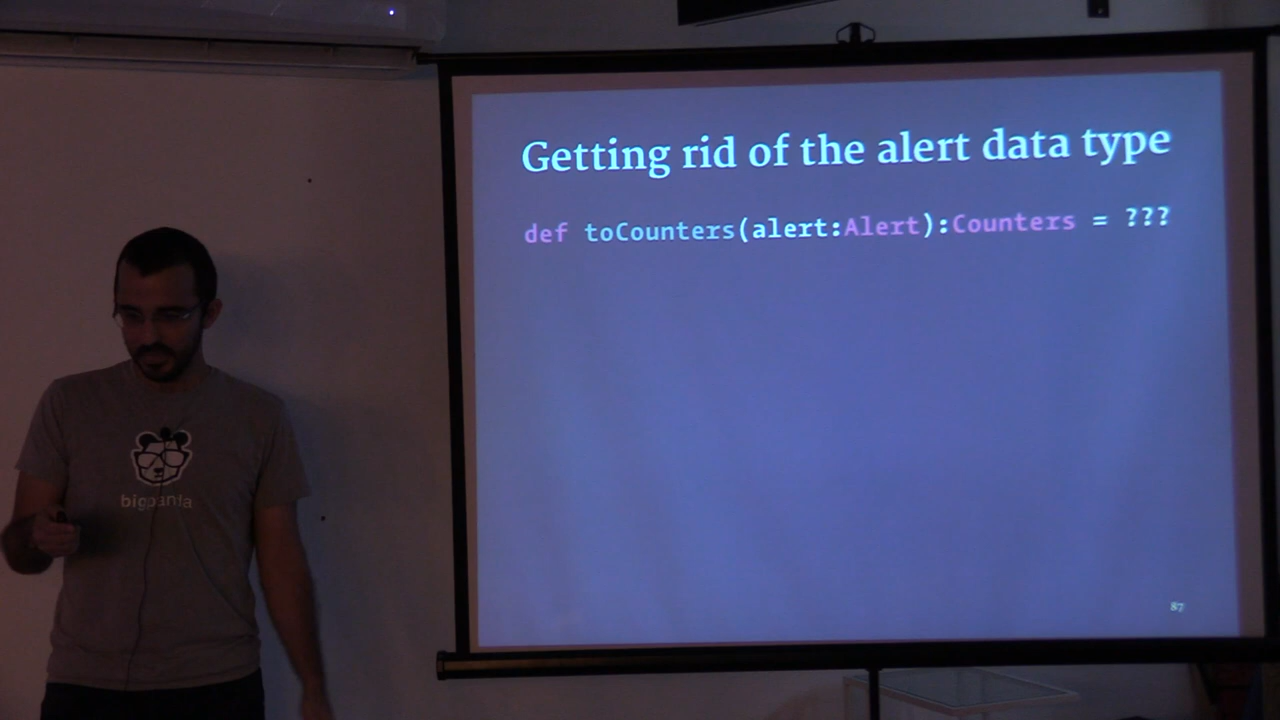 Getting rid of the alert data type
def toCounters(alert:Alert):Counters = ???
bigpanda
87